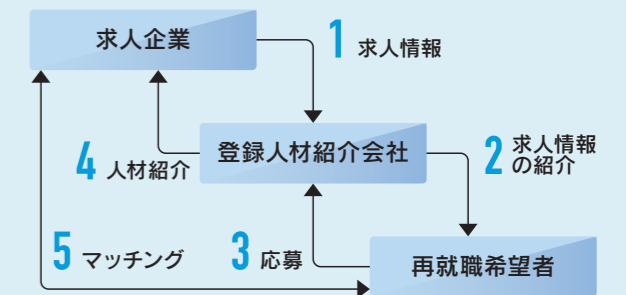 求人企業
1 求人情報
登録人材紹介会社
2 求人情報
の紹介
4 人材紹介
5 マッチング
3 応募
再就職希望者